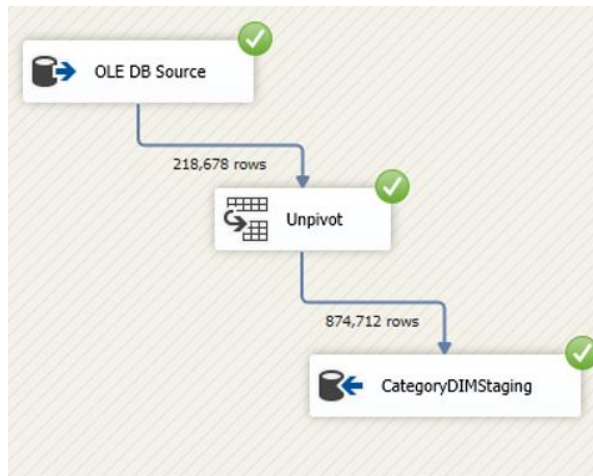 OLE DB Source
218,678 rows
Unpivot
874,712 rows
CategoryDIMStaging